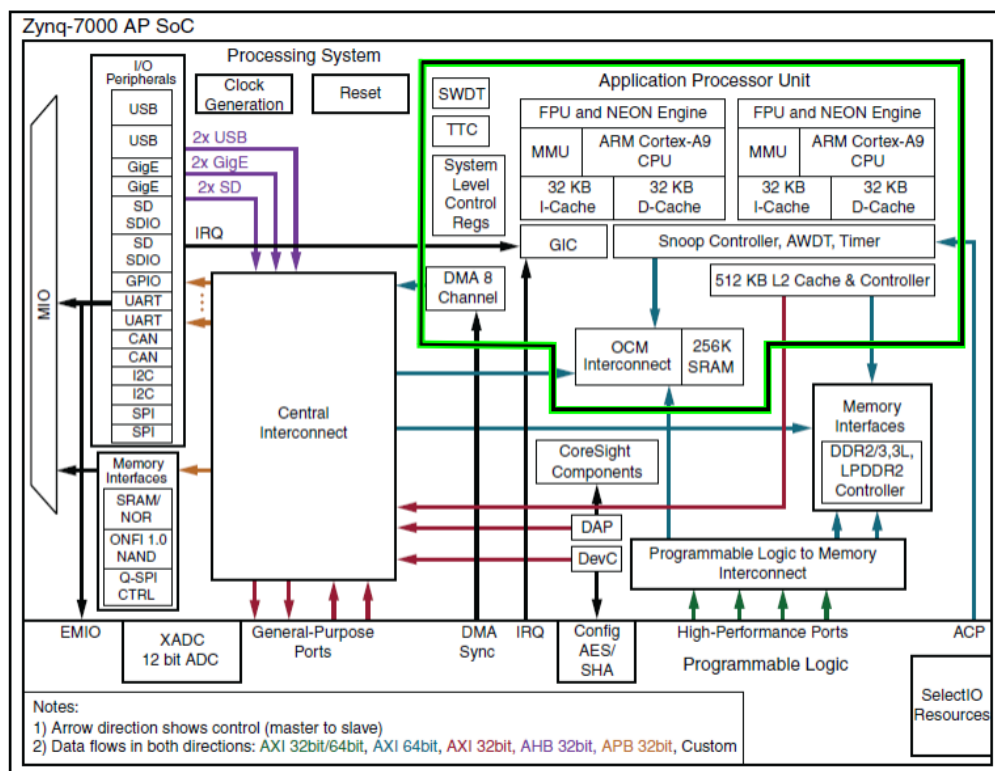 Zynq-7000 AP SoC
Processing System
I/O
Peripherals
USB
USB
GigE
GigE
SD
SDIO
SD
SDIO
GPIO
UART
UART
CAN
CAN
I2C
I2C
SPI
SPI
MIO
Clock
Generation
Reset
2x USB
2x GigE
2x SD
IRQ
Application Processor Unit
SWDT
TTC
System
Level
Control
Regs
FPU and NEON Engine
MMU
ARM Cortex-A9
CPU
32 KB
I-Cache
32 KB
D-Cache
FPU and NEON Engine
MMU
ARM Cortex-A9
CPU
32 KB
I-Cache
32 KB
D-Cache
GIC
Snoop Controller, AWDT, Timer
DMA 8
Channel
512 KB L2 Cache & Controller
OCM
Interconnect
256K
SRAM
Central
Interconnect
Memory
Interfaces
DDR2/3,3L,
LPDDR2
Controller
CoreSight
Components
DAP
DevC
Programmable Logic to Memory
Interconnect
Memory
Interfaces
SRAM/
NOR
ONFI 1.0
NAND
Q-SPI
CTRL
EMIO
XADC
12 bit ADC
General-Purpose
Ports
DMA
Sync
IRQ
Config
AES/
SHA
High-Performance Ports
ACP
Programmable Logic
SelectIO
Resources
Notes:
1) Arrow direction shows control (master to slave)
2) Data flows in both directions: AXI 32bit/64bit, AXI 64bit, AXI 32bit, AHB 32bit, APB 32bit, Custom